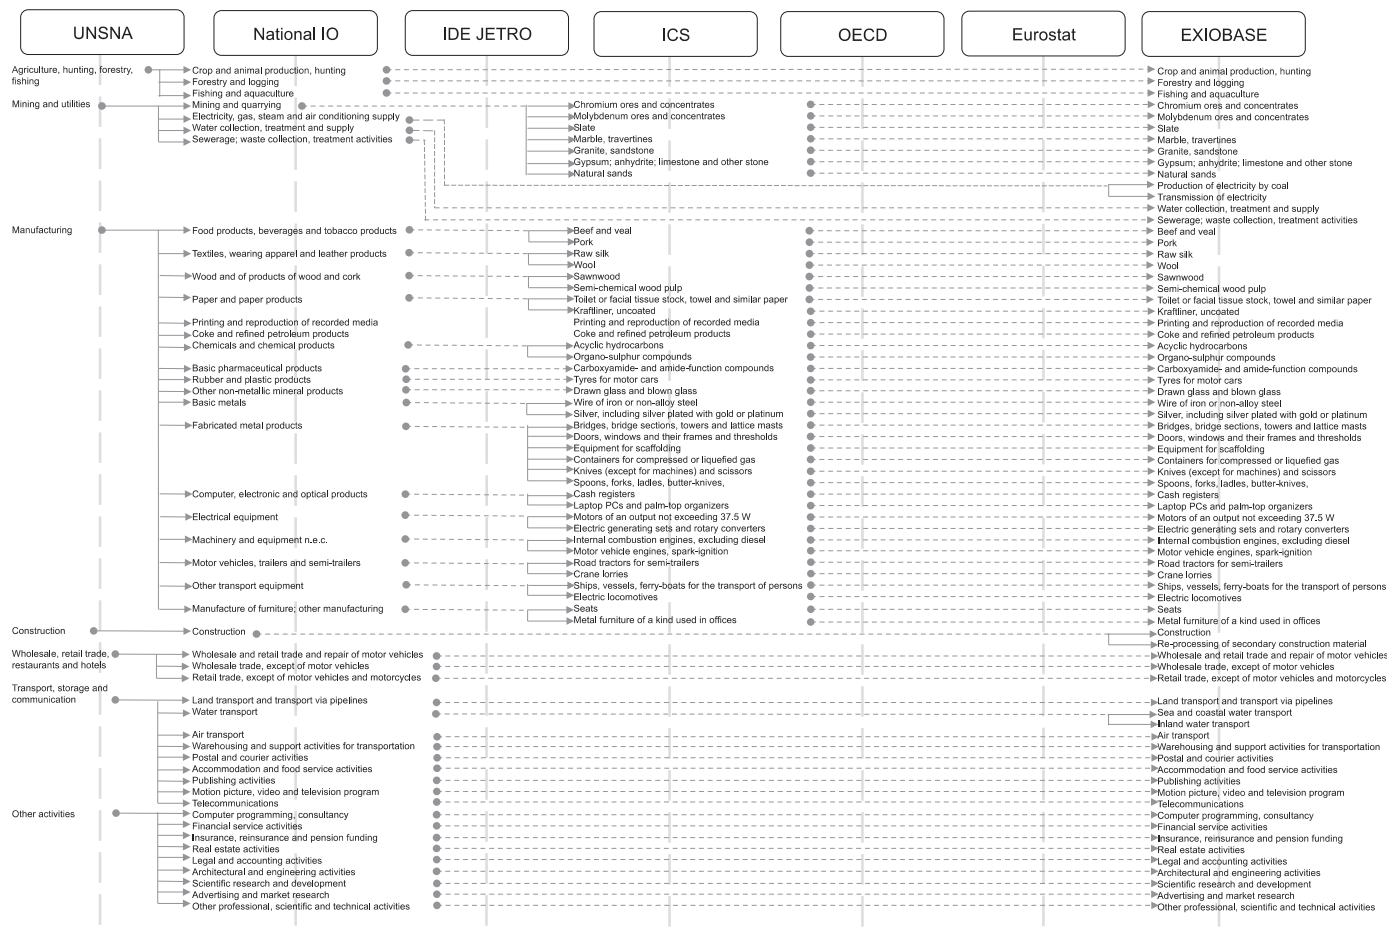 UNSNA
National IO
IDE JETRO
ICS
OECD
Eurostat
EXIOBASE
Agriculture, hunting, forestry,
fishing
Mining and utilities
Manufacturing
Construction
Wholesale, retail trade,
restaurants and hotels
Transport, storage and
communication
Other activities
Crop and animal production, hunting
Forestry and logging
Fishing and aquaculture
Mining and quarrying
Electricity, gas, steam and air conditioning supply
Water collection, treatment and supply
Sewerage; waste collection, treatment activities
Food products, beverages and tobacco products
Textiles, wearing apparel and leather products
Wood and of products of wood and cork
Paper and paper products
Printing and reproduction of recorded media
Coke and refined petroleum products
Chemicals and chemical products
Basic pharmaceutical products
Rubber and plastic products
Other non-metallic mineral products
Basic metals
Fabricated metal products
Computer, electronic and optical products
Electrical equipment
Machinery and equipment n.e.c.
Motor vehicles, trailers and semi-trailers
Other transport equipment
Manufacture of furniture; other manufacturing
Construction
Wholesale and retail trade and repair of motor vehicles
Wholesale trade, except of motor vehicles
Retail trade, except of motor vehicles and motorcycles
Land transport and transport via pipelines
Water transport
Air transport
Warehousing and support activities for transportation
Postal and courier activities
Accommodation and food service activities
Publishing activities
Motion picture, video and television program
Telecommunications
Computer programming, consultancy
Financial service activities
Insurance, reinsurance and pension funding
Real estate activities
Legal and accounting activities
Architectural and engineering activities
Scientific research and development
Advertising and market research
Other professional, scientific and technical activities
Chromium ores and concentrates
Molybdenum ores and concentrates
Slate
Marble, travertines
Granite, sandstone
Gypsum; anhydrite; limestone and other stone
Natural sands
Beef and veal
Pork
Raw silk
Wool
Sawnwood
Semi-chemical wood pulp
Toilet or facial tissue stock, towel and similar paper
Kraftliner, uncoated
Printing and reproduction of recorded media
Coke and refined petroleum products
Acyclic hydrocarbons
Organo-sulphur compounds
Carboxyamide- and amide-function compounds
Tyres for motor cars
Drawn glass and blown glass
Wire of iron or non-alloy steel
Silver, including silver plated with gold or platinum
Bridges, bridge sections, towers and lattice masts
Doors, windows and their frames and thresholds
Equipment for scaffolding
Containers for compressed or liquefied gas
Knives (except for machines) and scissors
Spoons, forks, ladles, butter-knives,
Cash registers
Laptop PCs and palm-top organizers
Motors of an output not exceeding 37.5 W
Electric generating sets and rotary converters
Internal combustion engines, excluding diesel
Motor vehicle engines, spark-ignition
Road tractors for semi-trailers
Crane lorries
Ships, vessels, ferry-boats for the transport of persons
Electric locomotives
Seats
Metal furniture of a kind used in offices
Crop and animal production, hunting
Forestry and logging
Fishing and aquaculture
Chromium ores and concentrates
Molybdenum ores and concentrates
Slate
Marble, travertines
Granite, sandstone
Gypsum; anhydrite; limestone and other stone
Natural sands
Production of electricity by coal
Transmission of electricity
Water collection, treatment and supply
Sewerage; waste collection, treatment activities
Beef and veal
Pork
Raw silk
Wool
Sawnwood
Semi-chemical wood pulp
Toilet or facial tissue stock, towel and similar paper
Kraftliner, uncoated
Printing and reproduction of recorded media
Coke and refined petroleum products
Acyclic hydrocarbons
Organo-sulphur compounds
Carboxyamide- and amide-function compounds
Tyres for motor cars
Drawn glass and blown glass
Wire of iron or non-alloy steel
Silver, including silver plated with gold or platinum
Bridges, bridge sections, towers and lattice masts
Doors, windows and their frames and thresholds
Equipment for scaffolding
Containers for compressed or liquefied gas
Knives (except for machines) and scissors
Spoons, forks, ladles, butter-knives,
Cash registers
Laptop PCs and palm-top organizers
Motors of an output not exceeding 37.5 W
Electric generating sets and rotary converters
Internal combustion engines, excluding diesel
Motor vehicle engines, spark-ignition
Road tractors for semi-trailers
Crane lorries
Ships, vessels, ferry-boats for the transport of persons
Electric locomotives
Seats
Metal furniture of a kind used in offices
Construction
Re-processing of secondary construction material
Wholesale and retail trade and repair of motor vehicles
Wholesale trade, except of motor vehicles
Retail trade, except of motor vehicles and motorcycles
Land transport and transport via pipelines
Sea and coastal water transport
Inland water transport
Air transport
Warehousing and support activities for transportation
Postal and courier activities
Accommodation and food service activities
Publishing activities
Motion picture, video and television program
Telecommunications
Computer programming, consultancy
Financial service activities
Insurance, reinsurance and pension funding
Real estate activities
Legal and accounting activities
Architectural and engineering activities
Scientific research and development
Advertising and market research
Other professional, scientific and technical activities